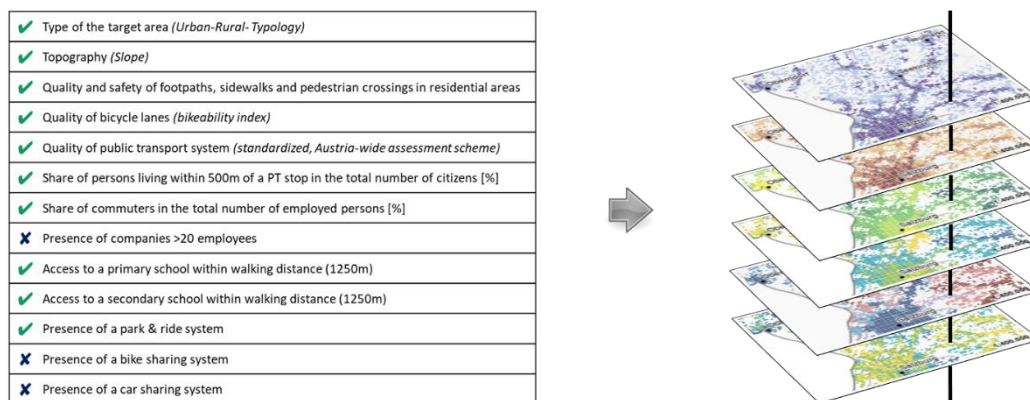 ✔ Type of the target area (Urban-Rural- Typology)
✔ Topography (Slope)
✔ Quality and safety of footpaths, sidewalks and pedestrian crossings in residential areas
✔ Quality of bicycle lanes (bikeability index)
✔ Quality of public transport system (standardized, Austria-wide assessment scheme)
✔ Share of persons living within 500m of a PT stop in the total number of citizens [%]
✔ Share of commuters in the total number of employed persons [%]
✘ Presence of companies >20 employees
✔ Access to a primary school within walking distance (1250m)
✔ Access to a secondary school within walking distance (1250m)
✔ Presence of a park & ride system
✘ Presence of a bike sharing system
✘ Presence of a car sharing system
Salzburg
Salzburg
Salzburg